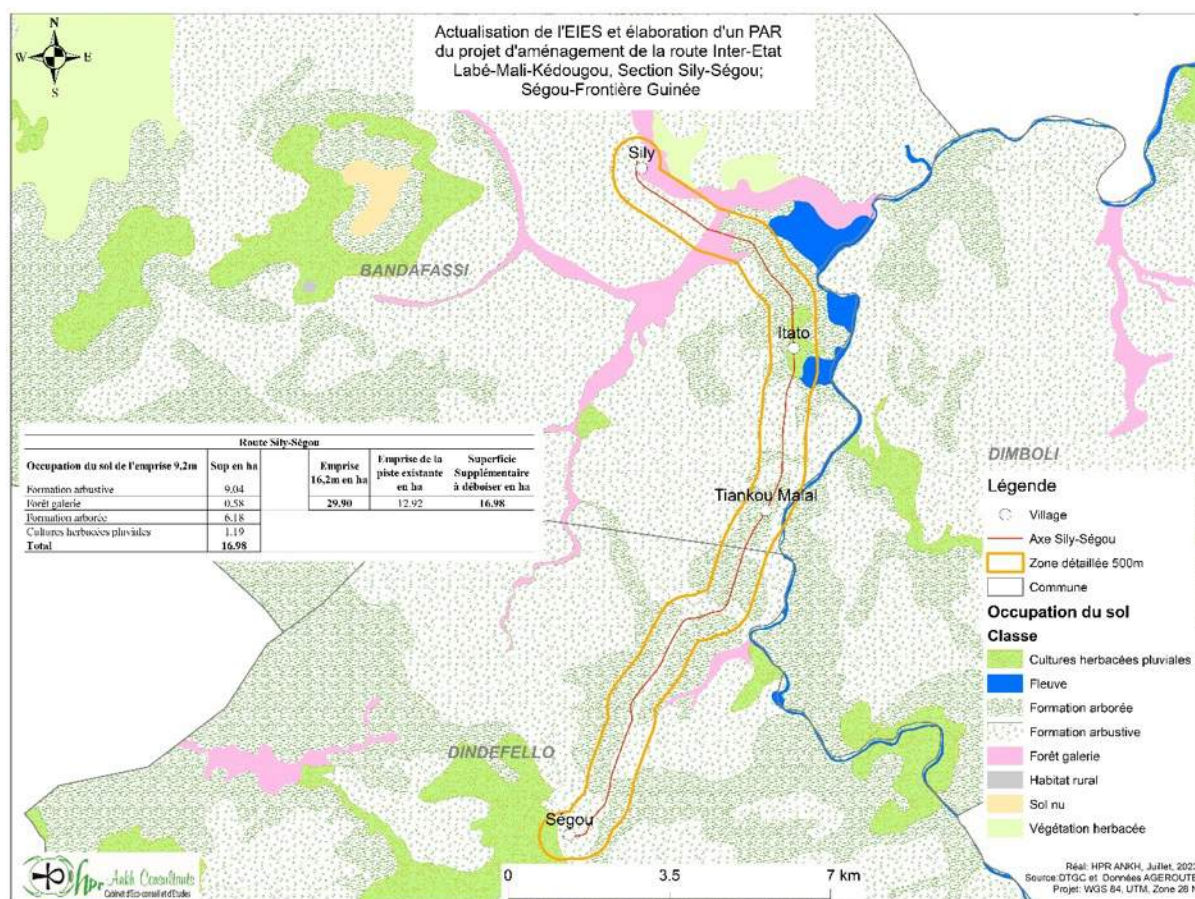 Actualisation de l'EIES et élaboration d'un PAR
du projet d'aménagement de la route Inter-Etat
Labé-Mali-Kédougou, Section Sily-Ségou;
Ségou-Frontière Guinée
N
W
E
S
Sily
BANDAFASSI
Itato
Route Sily-Ségou
Occupation du sol de l'emprise 9,2m
Sup en ha
Emprise
16,2m en ha
Emprise de la
piste existante
en ha
Superficie
Supplémentaire
à déboiser en ha
Formation arbustive 9.04
Forêt galerie 0.58 29.90 12.92 16.98
Formation arborée 6.18
Cultures herbacées pluviales 1.19
Total 16.98
DIMBOLI
Tiankou Malal
DINDEFELLO
Ségou
Légende
Village
Axe Sily-Ségou
Zone détaillée 500m
Commune
Occupation du sol
Classe
Cultures herbacées pluviales
Fleuve
Formation arborée
Formation arbustive
Forêt galerie
Habitat rural
Sol nu
Végétation herbacée
hpr Ankh Consultants
Cabinet d'Eco-conseil et d'Etudes
0 3.5 7 km
Réal: HPR ANKH, Juillet, 2023
Source:DTGC et Données AGEROUTE
Projet: WGS 84, UTM, Zone 28 N